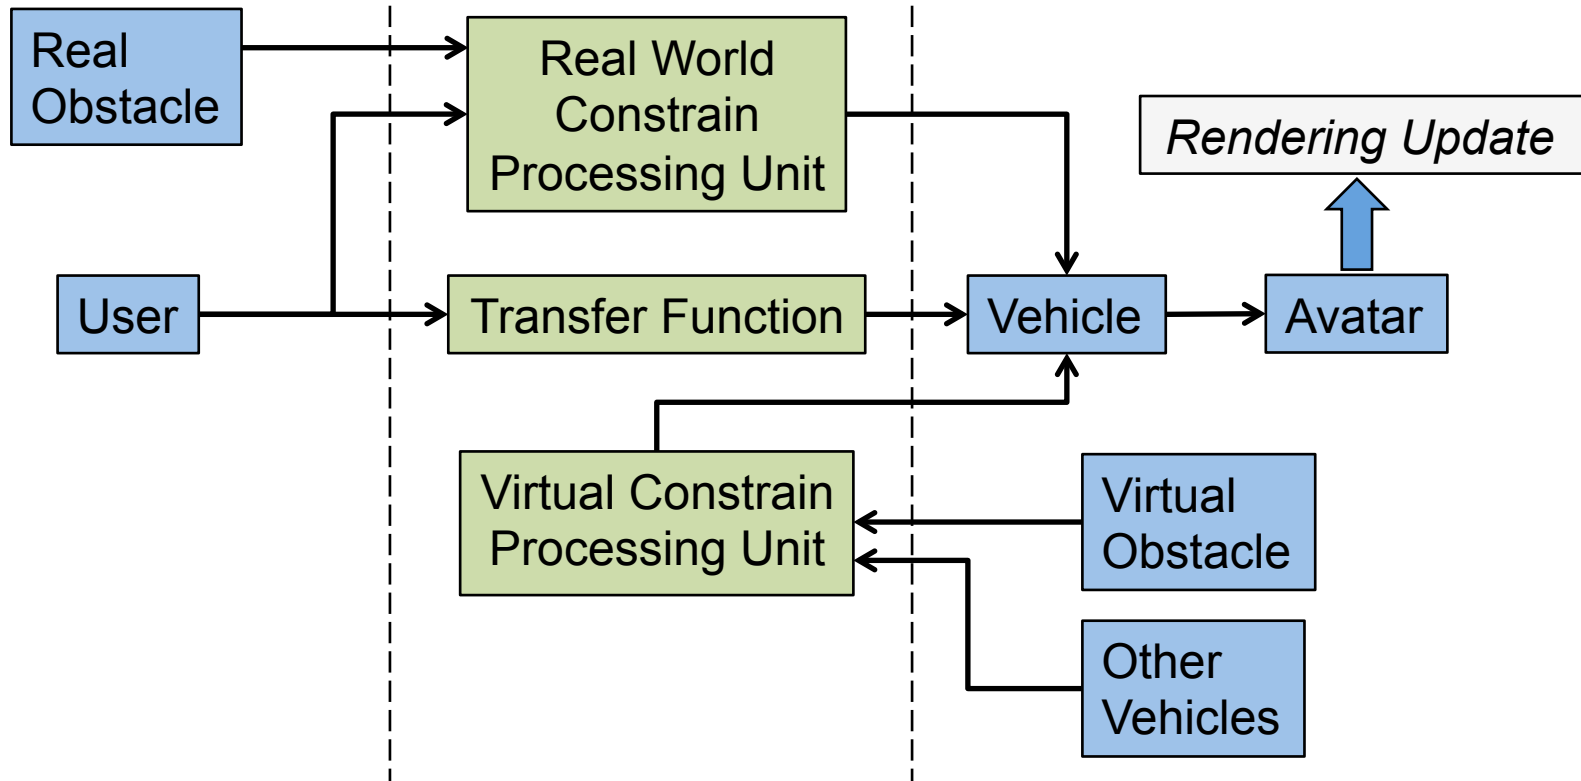 Real
Obstacle
Real World
Constrain
Processing Unit
Rendering Update
User
Transfer Function
Vehicle
Avatar
Virtual Constrain
Processing Unit
Virtual
Obstacle
Other
Vehicles